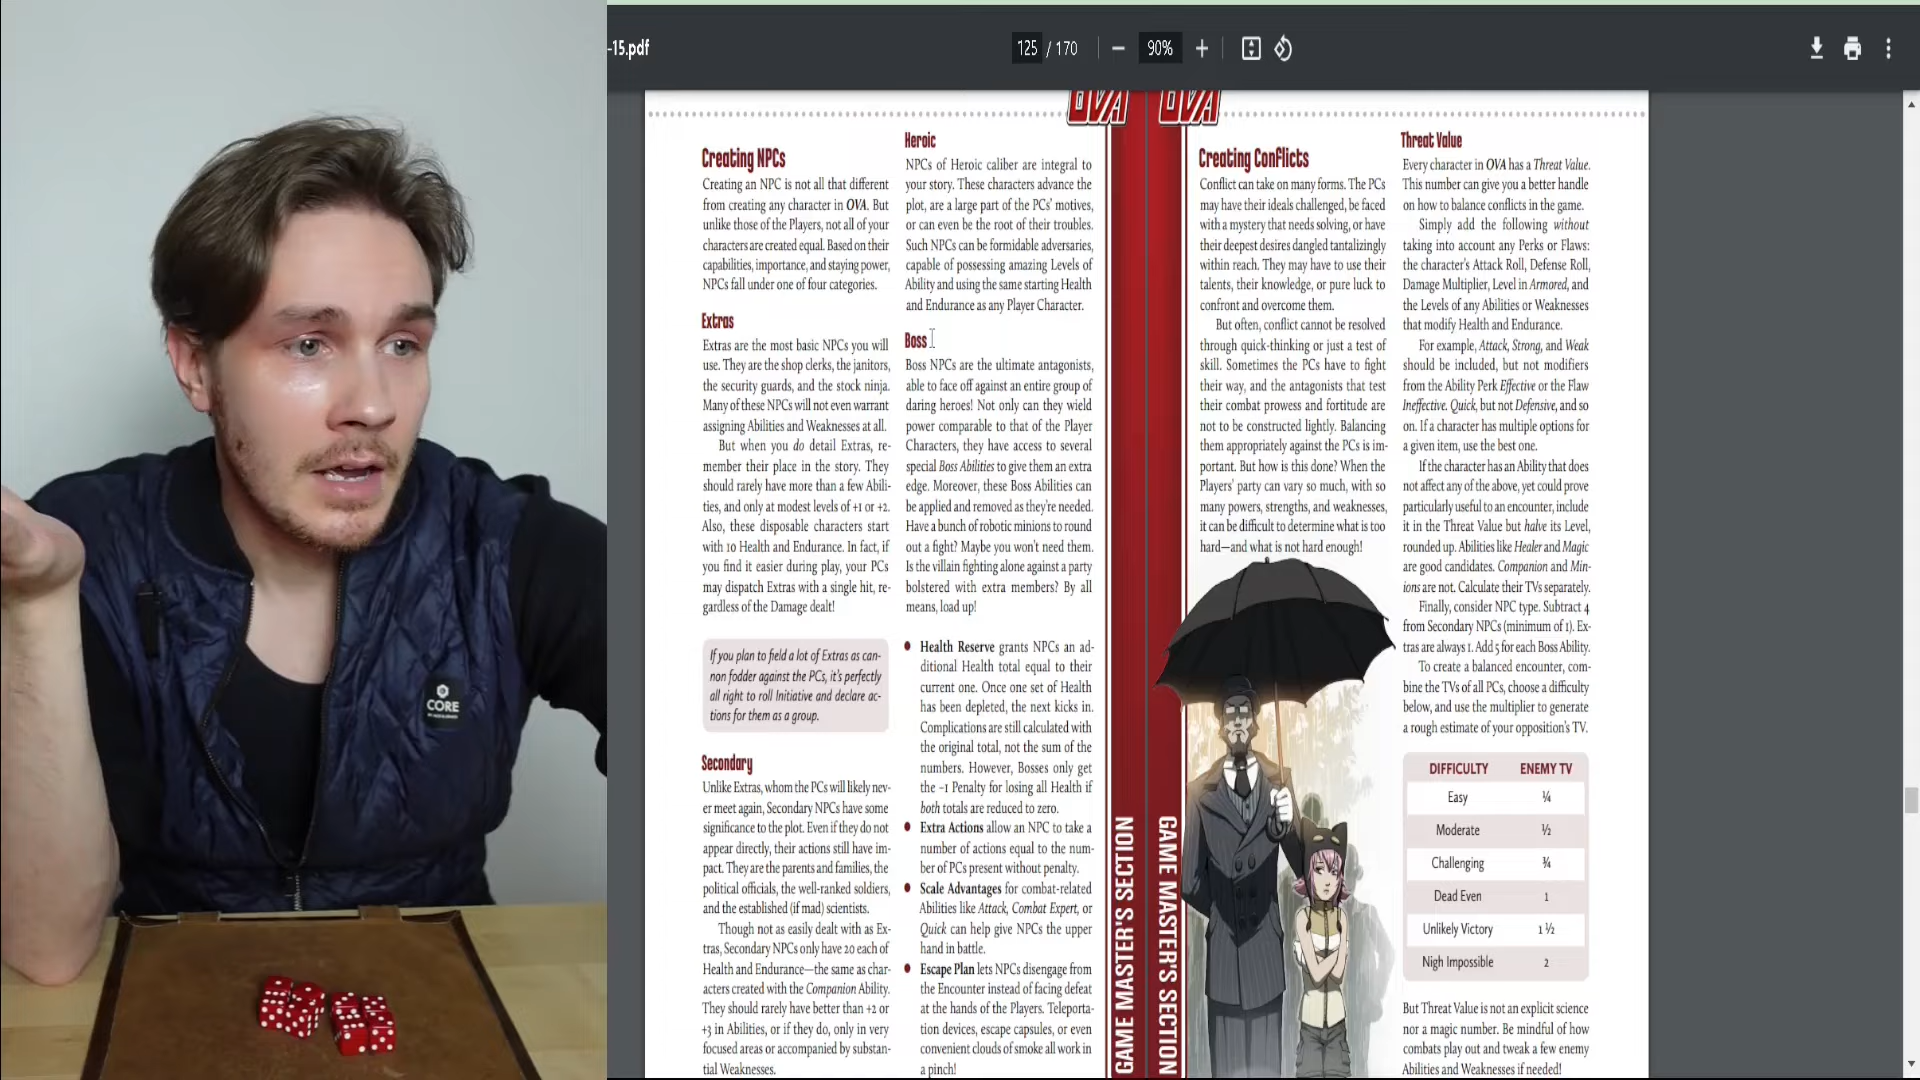 -15.pdf
125 / 170
90%
OVA
OVA
Creating NPCs
Creating an NPC is not all that different
from creating any character in OVA. But
unlike those of the Players, not all of your
characters are created equal. Based on their
capabilities, importance, and staying power,
NPCs fall under one of four categories.
Extras
Extras are the most basic NPCs you will
use. They are the shop clerks, the janitors,
the security guards, and the stock ninja.
Many of these NPCs will not even warrant
assigning Abilities and Weaknesses at all.
But when you do detail Extras, re-
member their place in the story. They
should rarely have more than a few Abili-
ties, and only at modest levels of +1 or +2.
Also, these disposable characters start
with 10 Health and Endurance. In fact, if
you find it easier during play, your PCs
may dispatch Extras with a single hit, re-
gardless of the Damage dealt!
If you plan to field a lot of Extras as can-
non fodder against the PCs, it's perfectly
all right to roll Initiative and declare ac-
tions for them as a group.
Secondary
Unlike Extras, whom the PCs will likely nev-
er meet again, Secondary NPCs have some
significance to the plot. Even if they do not
appear directly, their actions still have im-
pact. They are the parents and families, the
political officials, the well-ranked soldiers,
and the established (if mad) scientists.
Though not as easily dealt with as Ex-
tras, Secondary NPCs only have 20 each of
Health and Endurance—the same as char-
acters created with the Companion Ability.
They should rarely have better than +2 or
+3 in Abilities, or if they do, only in very
focused areas or accompanied by substan-
tial Weaknesses.
Heroic
NPCs of Heroic caliber are integral to
your story. These characters advance the
plot, are a large part of the PCs' motives,
or can even be the root of their troubles.
Such NPCs can be formidable adversaries,
capable of possessing amazing Levels of
Ability and using the same starting Health
and Endurance as any Player Character.
Boss
Boss NPCs are the ultimate antagonists,
able to face off against an entire group of
daring heroes! Not only can they wield
power comparable to that of the Player
Characters, they have access to several
special Boss Abilities to give them an extra
edge. Moreover, these Boss Abilities can
be applied and removed as they're needed.
Have a bunch of robotic minions to round
out a fight? Maybe you won't need them.
Is the villain fighting alone against a party
bolstered with extra members? By all
means, load up!
• Health Reserve grants NPCs an ad-
ditional Health total equal to their
current one. Once one set of Health
has been depleted, the next kicks in.
Complications are still calculated with
the original total, not the sum of the
numbers. However, Bosses only get
the −1 Penalty for losing all Health if
both totals are reduced to zero.
• Extra Actions allow an NPC to take a
number of actions equal to the num-
ber of PCs present without penalty.
• Scale Advantages for combat-related
Abilities like Attack, Combat Expert, or
Quick can help give NPCs the upper
hand in battle.
• Escape Plan lets NPCs disengage from
the Encounter instead of facing defeat
at the hands of the Players. Teleporta-
tion devices, escape capsules, or even
convenient clouds of smoke all work in
a pinch!
GAME MASTER'S SECTION
GAME MASTER'S SECTION
Creating Conflicts
Conflict can take on many forms. The PCs
may have their ideals challenged, be faced
with a mystery that needs solving, or have
their deepest desires dangled tantalizingly
within reach. They may have to use their
talents, their knowledge, or pure luck to
confront and overcome them.
But often, conflict cannot be resolved
through quick-thinking or just a test of
skill. Sometimes the PCs have to fight
their way, and the antagonists that test
their combat prowess and fortitude are
not to be constructed lightly. Balancing
them appropriately against the PCs is im-
portant. But how is this done? When the
Players' party can vary so much, with so
many powers, strengths, and weaknesses,
it can be difficult to determine what is too
hard—and what is not hard enough!
Threat Value
Every character in OVA has a Threat Value.
This number can give you a better handle
on how to balance conflicts in the game.
Simply add the following without
taking into account any Perks or Flaws:
the character's Attack Roll, Defense Roll,
Damage Multiplier, Level in Armored, and
the Levels of any Abilities or Weaknesses
that modify Health and Endurance.
For example, Attack, Strong, and Weak
should be included, but not modifiers
from the Ability Perk Effective or the Flaw
Ineffective. Quick, but not Defensive, and so
on. If a character has multiple options for
a given item, use the best one.
If the character has an Ability that does
not affect any of the above, yet could prove
particularly useful to an encounter, include
it in the Threat Value but halve its Level,
rounded up. Abilities like Healer and Magic
are good candidates. Companion and Min-
ions are not. Calculate their TVs separately.
Finally, consider NPC type. Subtract 4
from Secondary NPCs (minimum of 1). Ex-
tras are always 1. Add 5 for each Boss Ability.
To create a balanced encounter, com-
bine the TVs of all PCs, choose a difficulty
below, and use the multiplier to generate
a rough estimate of your opposition's TV.
DIFFICULTY ENEMY TV
Easy ¼
Moderate ½
Challenging ¾
Dead Even 1
Unlikely Victory 1 ½
Nigh Impossible 2
But Threat Value is not an explicit science
nor a magic number. Be mindful of how
combats play out and tweak a few enemy
Abilities and Weaknesses if needed!
CORE